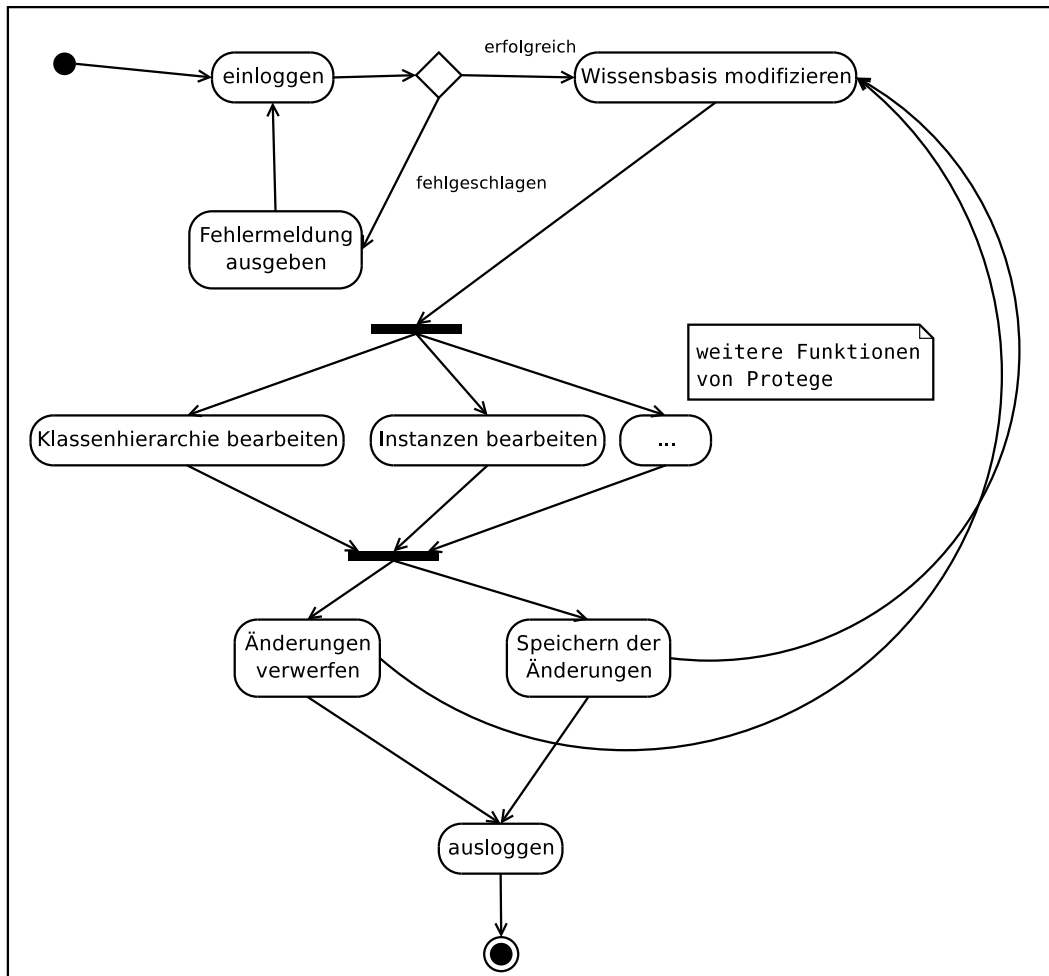 erfolgreich
einloggen
Wissensbasis modifizieren
fehlgeschlagen
Fehlermeldung
ausgeben
weitere Funktionen
von Protege
Klassenhierarchie bearbeiten
Instanzen bearbeiten
...
Änderungen
verwerfen
Speichern der
Änderungen
ausloggen